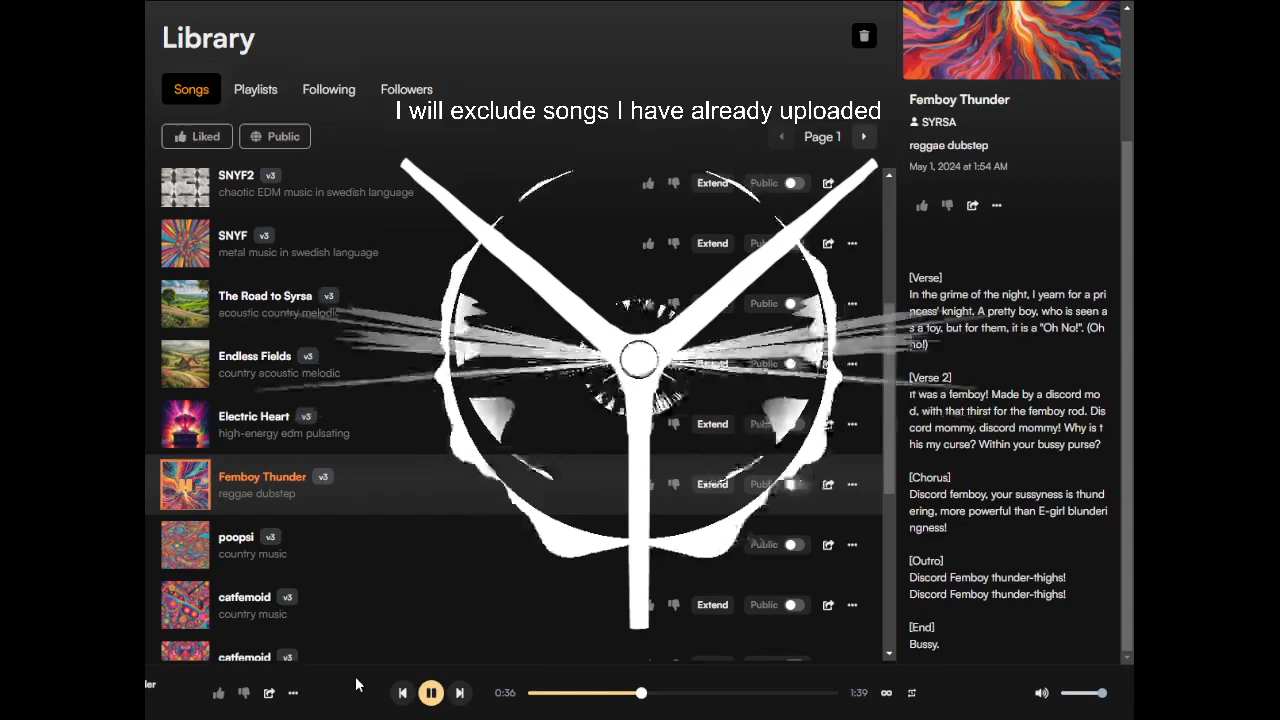 Library
Songs
Playlists
Following
Followers
I will exclude songs I have already uploaded
Liked
Public
Page 1
SNYF2 v3
chaotic EDM music in swedish language
Extend
Public
SNYF v3
metal music in swedish language
Extend
The Road to Syrsa v3
acoustic country melodic
Public
Endless Fields v3
country acoustic melodic
Public
Electric Heart v3
high-energy edm pulsating
Extend
Public
Femboy Thunder v3
reggae dubstep
Extend
poopsi v3
country music
Public
catfemoid v3
country music
Extend
Public
catfemoid v3
Femboy Thunder
SYRSA
reggae dubstep
May 1, 2024 at 1:54 AM
[Verse]
In the grime of the night, I yearn for a pri
ncess' knight. A pretty boy, who is seen a
s a toy, but for them, it is a "Oh No!". (Oh
no!)
[Verse 2]
It was a femboy! Made by a discord mo
d, with that thirst for the femboy rod. Dis
cord mommy, discord mommy! Why is t
his my curse? Within your bussy purse?
[Chorus]
Discord femboy, your sussyness is thund
ering, more powerful than E-girl blunderi
ngness!
[Outro]
Discord Femboy thunder-thighs!
Discord Femboy thunder-thighs!
[End]
Bussy.
der
0:36
1:39